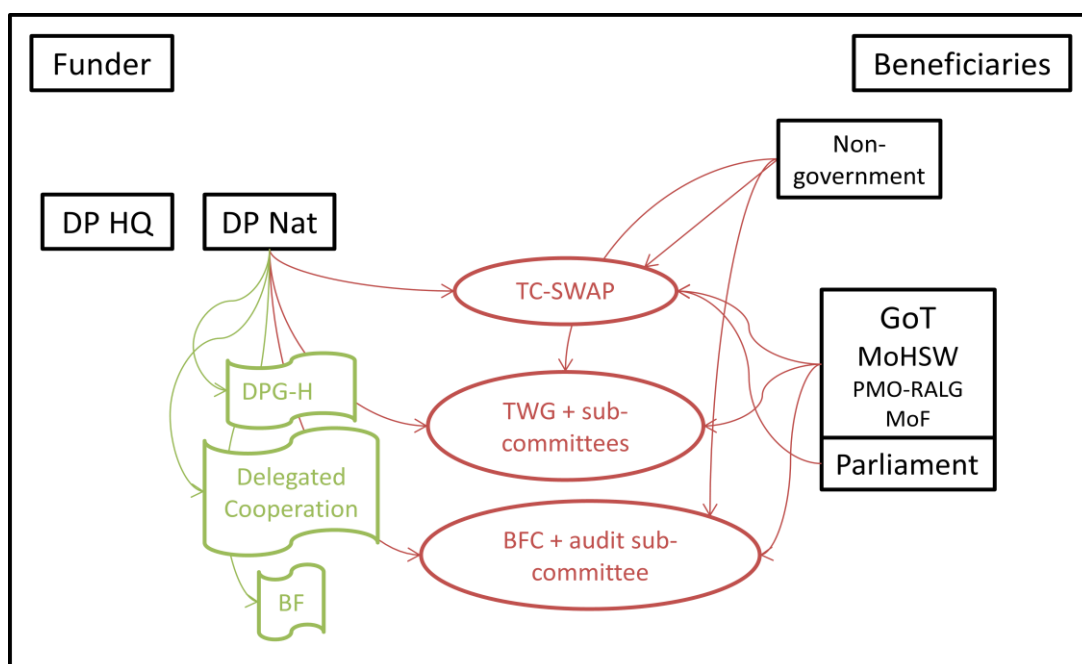 Funder
Beneficiaries
Non-
government
DP HQ
DP Nat
TC-SWAP
GoT
MoHSW
PMO-RALG
MoF
Parliament
DPG-H
TWG + sub-
committees
Delegated
Cooperation
BFC + audit sub-
committee
BF